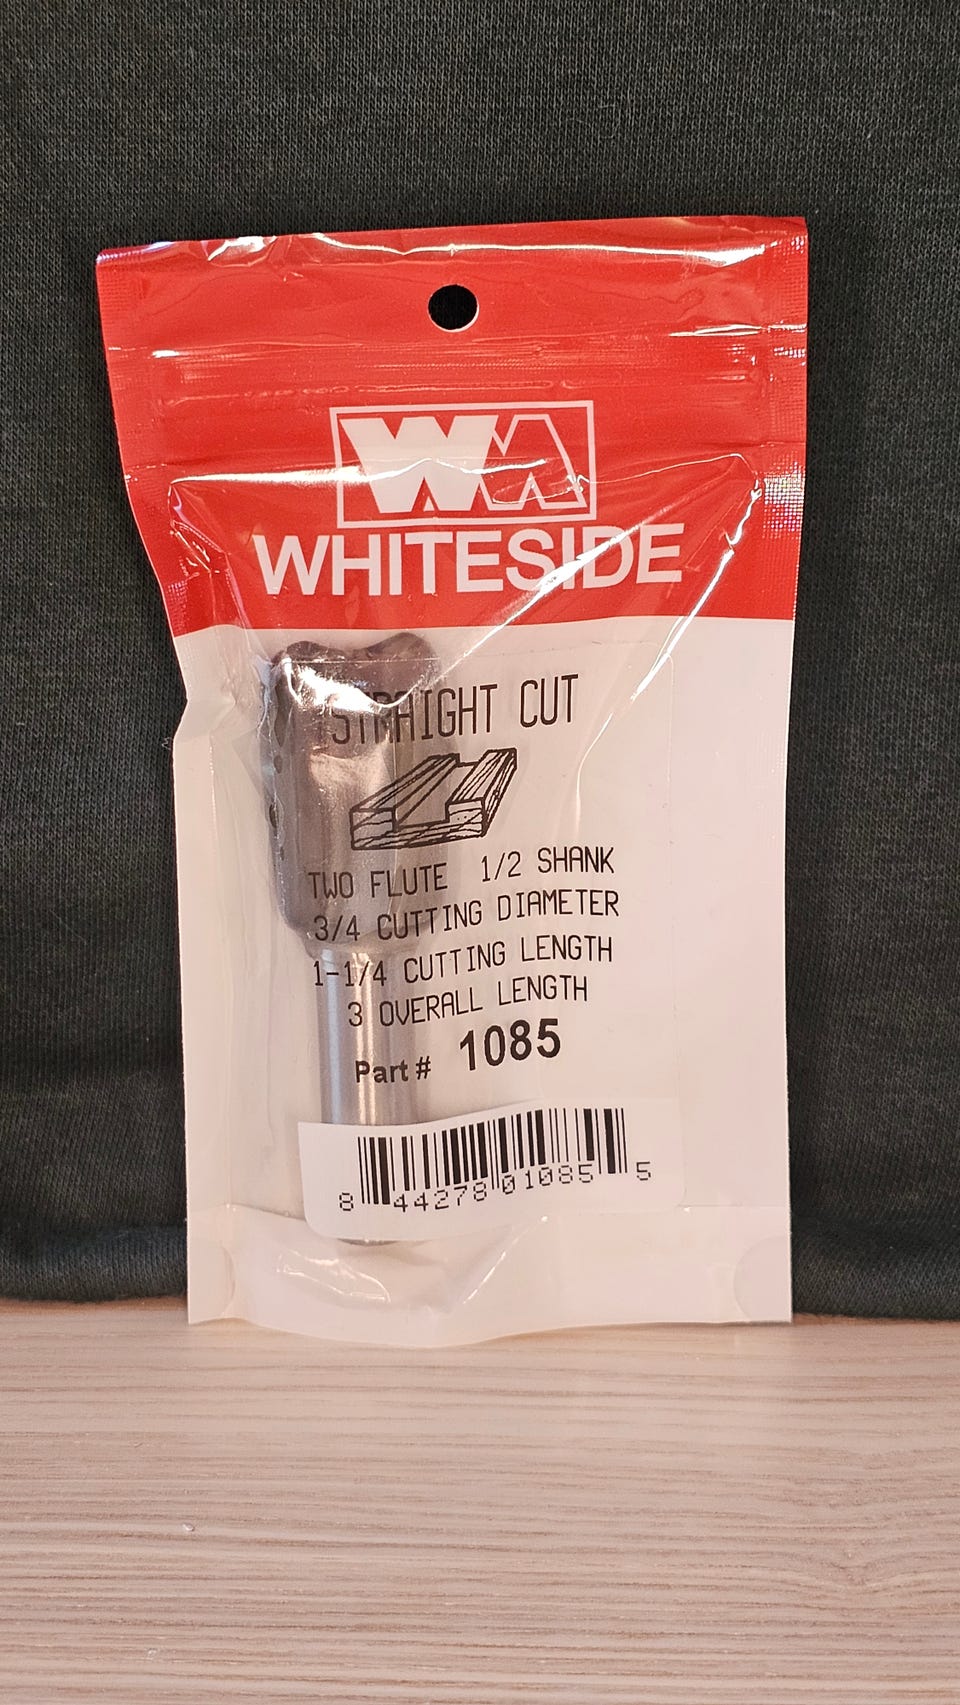 WHITESIDE
STRAIGHT CUT
TWO FLUTE 1/2 SHANK
3/4 CUTTING DIAMETER
1-1/4 CUTTING LENGTH
3 OVERALL LENGTH
Part # 1085
8 44278 01085 5